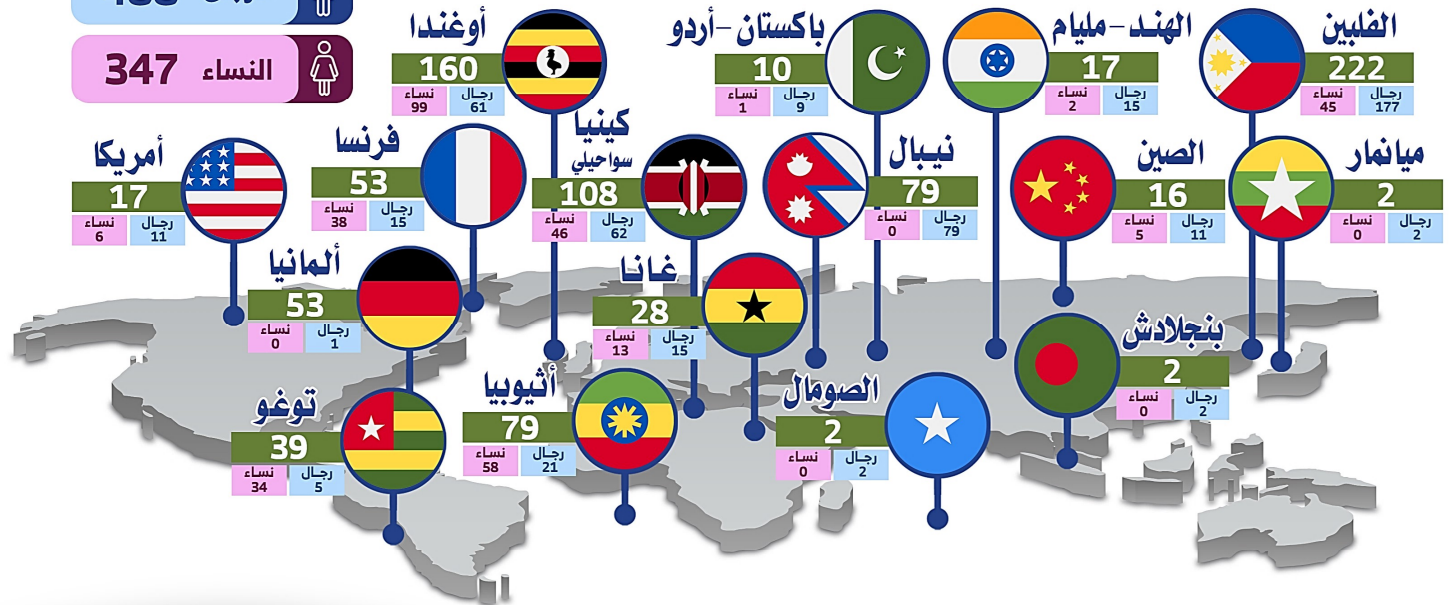 النساء 347
أوغندا
160
رجال 61
نساء 99
باكستان-أردو
10
رجال 9
نساء 1
الهند-مليام
17
رجال 15
نساء 2
الفلبين
222
رجال 177
نساء 45
أمريكا
17
رجال 11
نساء 6
فرنسا
53
رجال 15
نساء 38
كينيا
سواحيلي
108
رجال 62
نساء 46
نيبال
79
رجال 79
نساء 0
الصين
16
رجال 11
نساء 5
ميانمار
2
رجال 2
نساء 0
ألمانيا
53
رجال 1
نساء 0
غانا
28
رجال 15
نساء 13
بنجلادش
2
رجال 2
نساء 0
توغو
39
رجال 5
نساء 34
أثيوبيا
79
رجال 21
نساء 58
الصومال
2
رجال 2
نساء 0